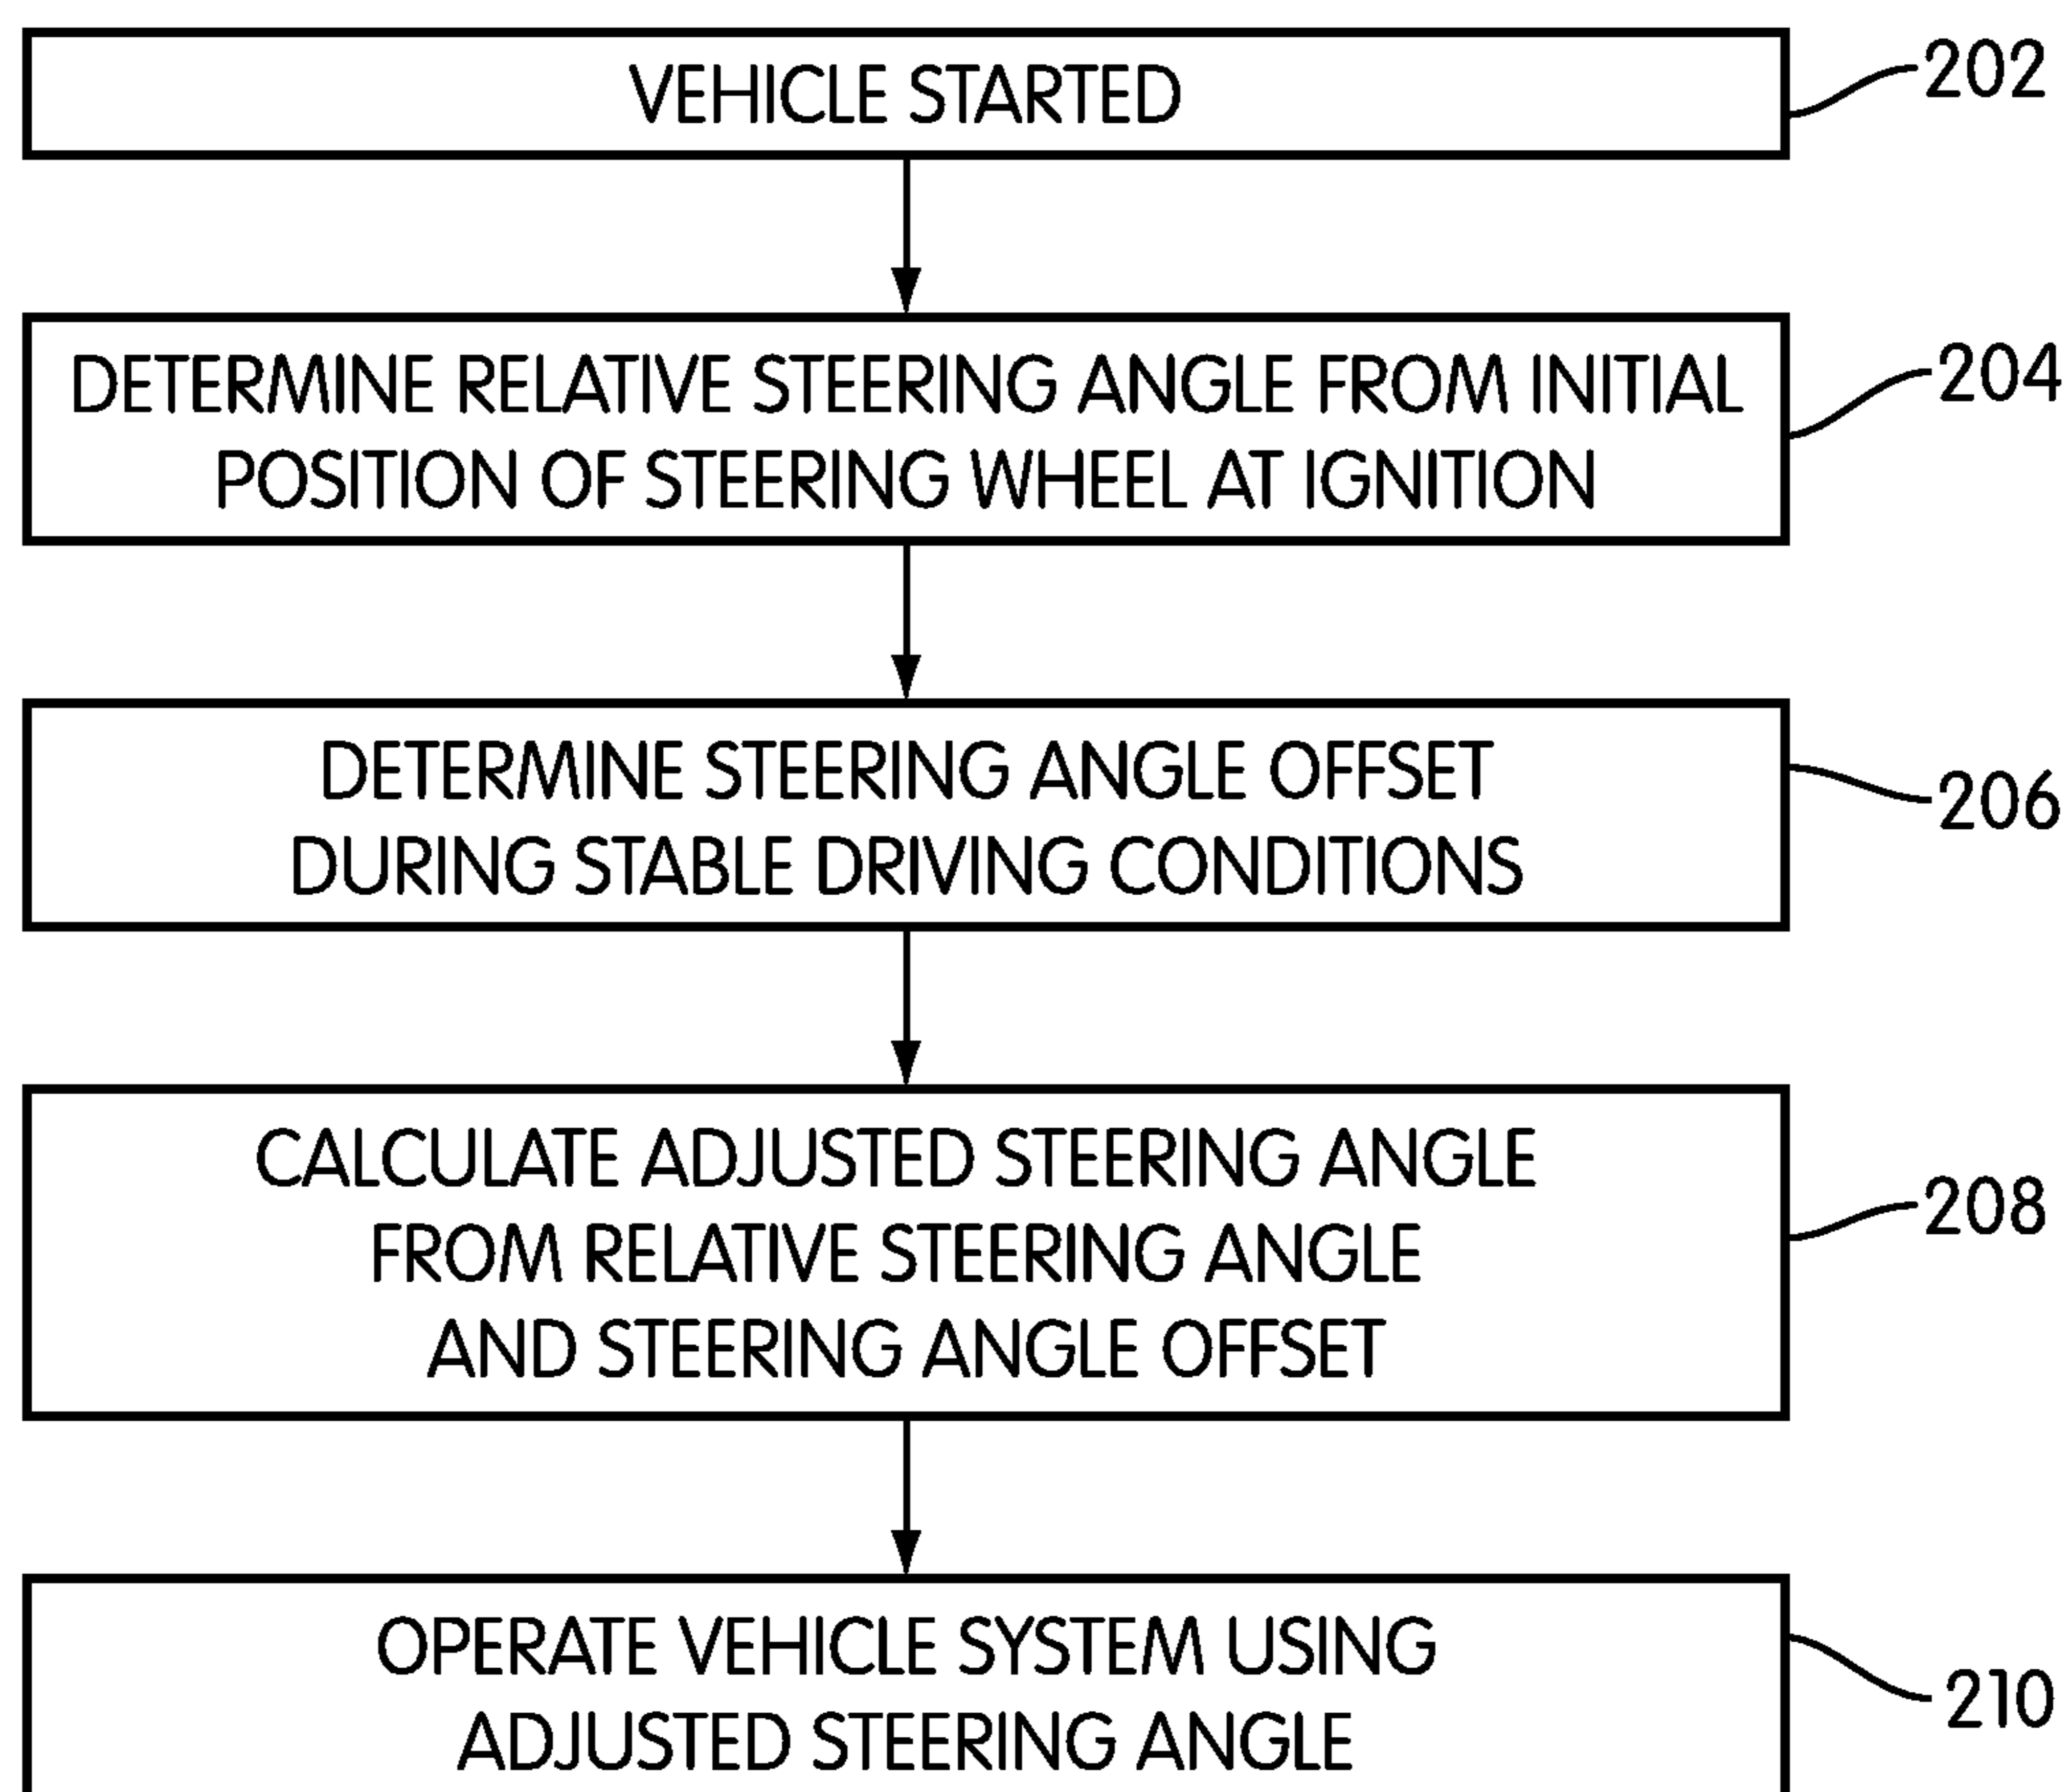 VEHICLE STARTED
202
DETERMINE RELATIVE STEERING ANGLE FROM INITIAL
POSITION OF STEERING WHEEL AT IGNITION
204
DETERMINE STEERING ANGLE OFFSET
DURING STABLE DRIVING CONDITIONS
206
CALCULATE ADJUSTED STEERING ANGLE
FROM RELATIVE STEERING ANGLE
AND STEERING ANGLE OFFSET
208
OPERATE VEHICLE SYSTEM USING
ADJUSTED STEERING ANGLE
210